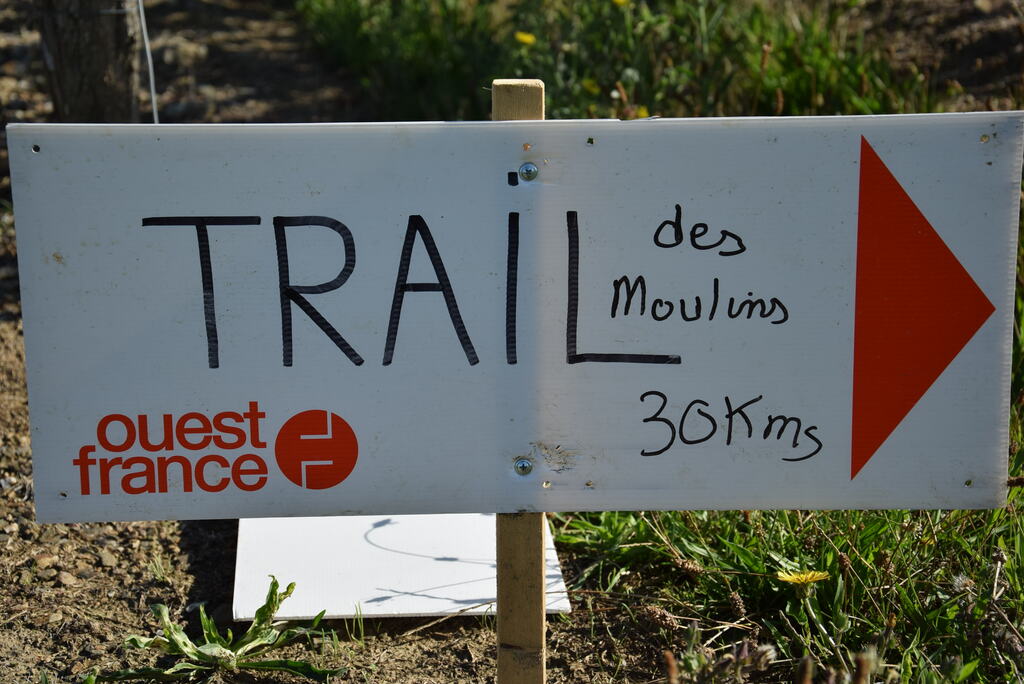 TRAiL
des
Moulins
30Kms
ouest
france